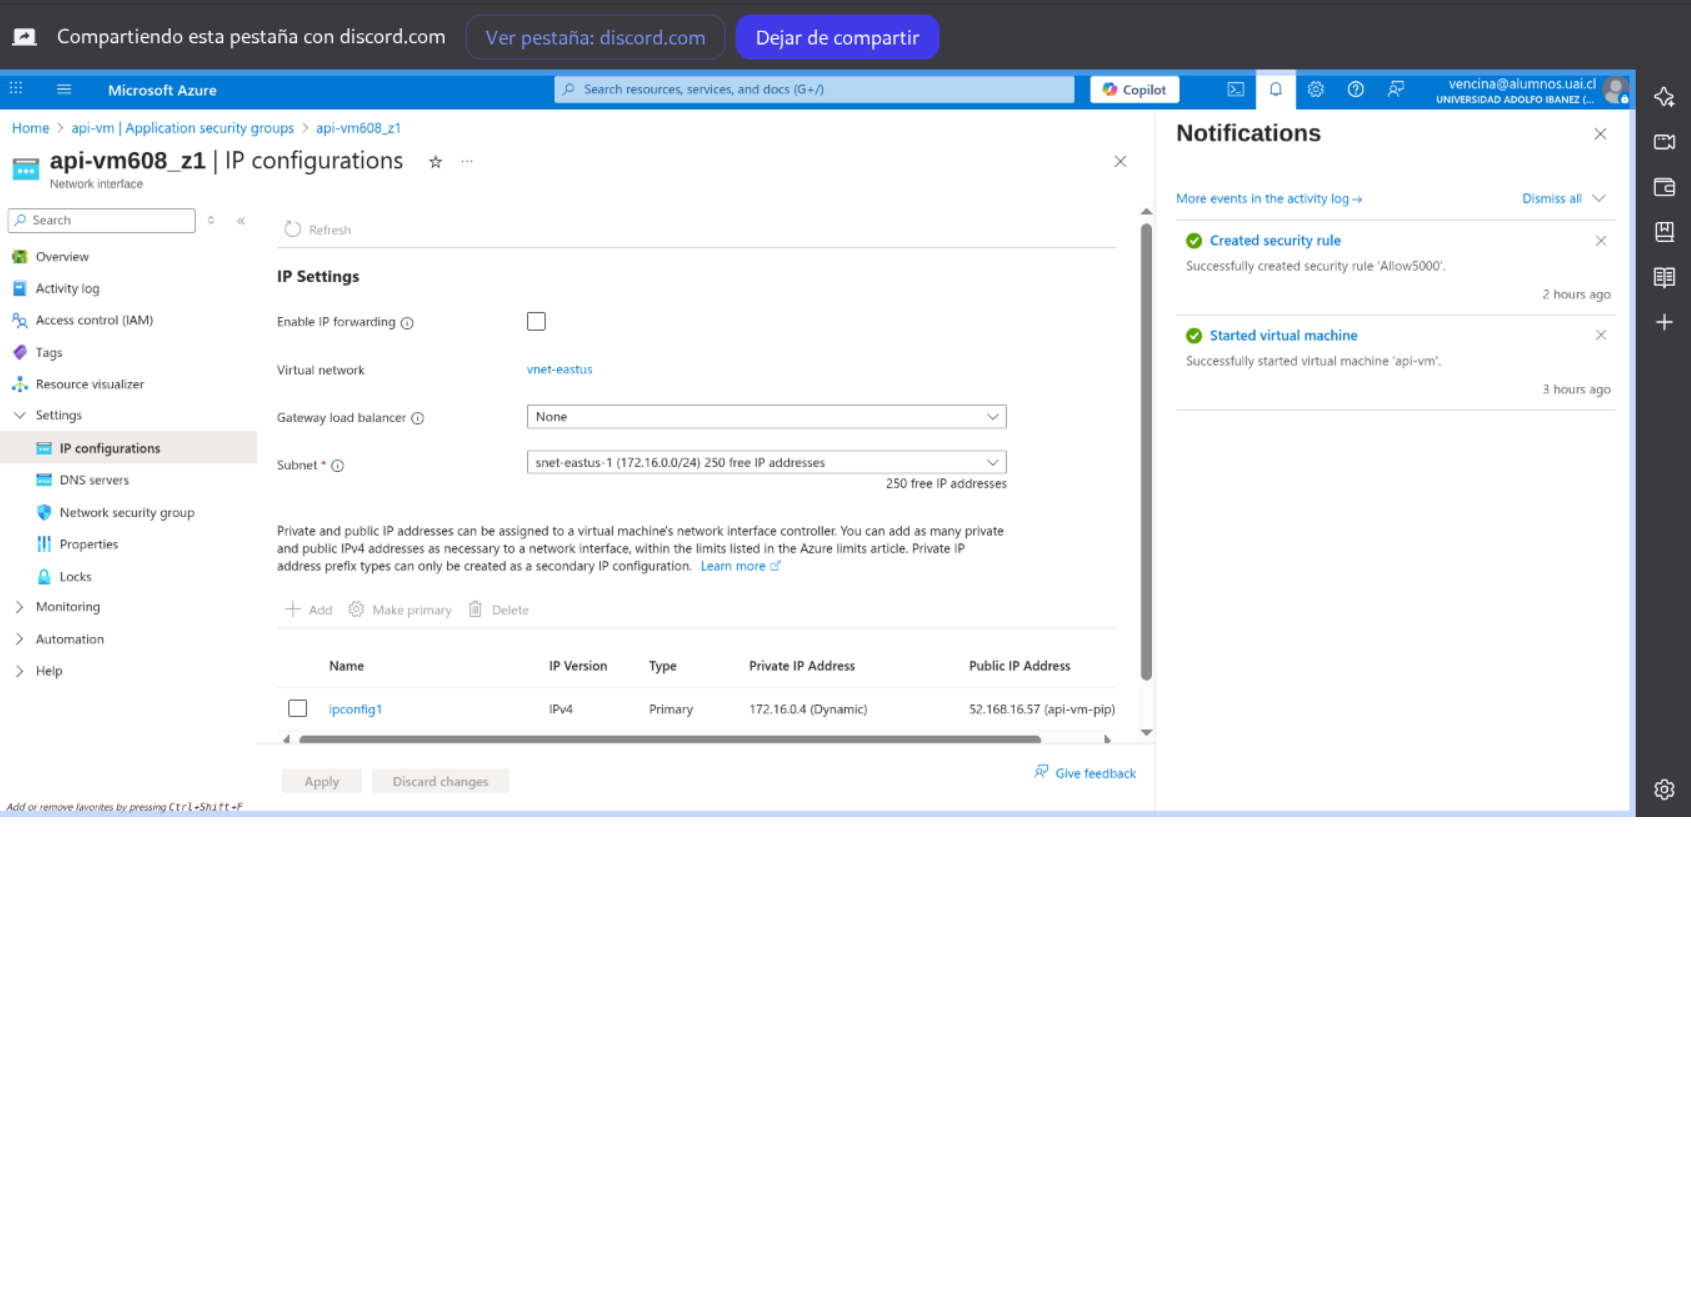 Compartiendo esta pestaña con discord.com
Ver pestaña: discord.com
Dejar de compartir
Microsoft Azure
Search resources, services, and docs (G+/)
Copilot
vencina@alumnos.uai.cl
UNIVERSIDAD ADOLFO IBANEZ (...
Home > api-vm | Application security groups > api-vm608_z1
api-vm608_z1 | IP configurations
Network interface
Search
Overview
Activity log
Access control (IAM)
Tags
Resource visualizer
Settings
IP configurations
DNS servers
Network security group
Properties
Locks
Monitoring
Automation
Help
Add or remove favorites by pressing Ctrl+Shift+F
Refresh
IP Settings
Enable IP forwarding
Virtual network
vnet-eastus
Gateway load balancer
None
Subnet *
snet-eastus-1 (172.16.0.0/24) 250 free IP addresses
250 free IP addresses
Private and public IP addresses can be assigned to a virtual machine's network interface controller. You can add as many private
and public IPv4 addresses as necessary to a network interface, within the limits listed in the Azure limits article. Private IP
address prefix types can only be created as a secondary IP configuration. Learn more
Add
Make primary
Delete
Name IP Version Type Private IP Address Public IP Address
ipconfig1 IPv4 Primary 172.16.0.4 (Dynamic) 52.168.16.57 (api-vm-pip)
Apply
Discard changes
Give feedback
Notifications
More events in the activity log →
Dismiss all
Created security rule
Successfully created security rule 'Allow5000'.
2 hours ago
Started virtual machine
Successfully started virtual machine 'api-vm'.
3 hours ago